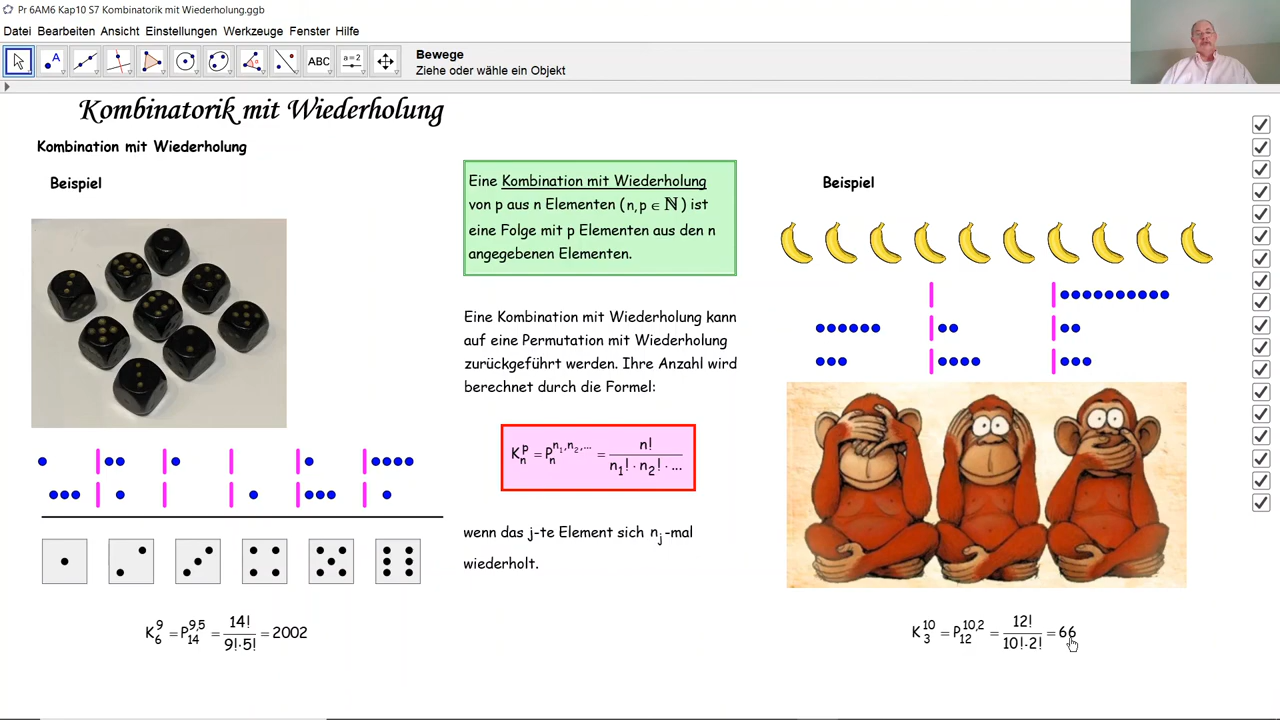 Pr 6AM6 Kap10 S7 Kombinatorik mit Wiederholung.ggb
Datei Bearbeiten Ansicht Einstellungen Werkzeuge Fenster Hilfe
A
ABC
a=2
Bewege
Ziehe oder wähle ein Objekt
Kombinatorik mit Wiederholung
Kombination mit Wiederholung
Beispiel
Eine Kombination mit Wiederholung
von p aus n Elementen (n,p ∈ ℕ) ist
eine Folge mit p Elementen aus den n
angegebenen Elementen.
Eine Kombination mit Wiederholung kann
auf eine Permutation mit Wiederholung
zurückgeführt werden. Ihre Anzahl wird
berechnet durch die Formel:
K_n^p = P_n^{n_1,n_2,...} = n! / (n_1! · n_2! · ...)
wenn das j-te Element sich n_j-mal
wiederholt.
Beispiel
K_6^9 = P_14^{9,5} = 14! / (9!·5!) = 2002
K_3^10 = P_12^{10,2} = 12! / (10!·2!) = 66